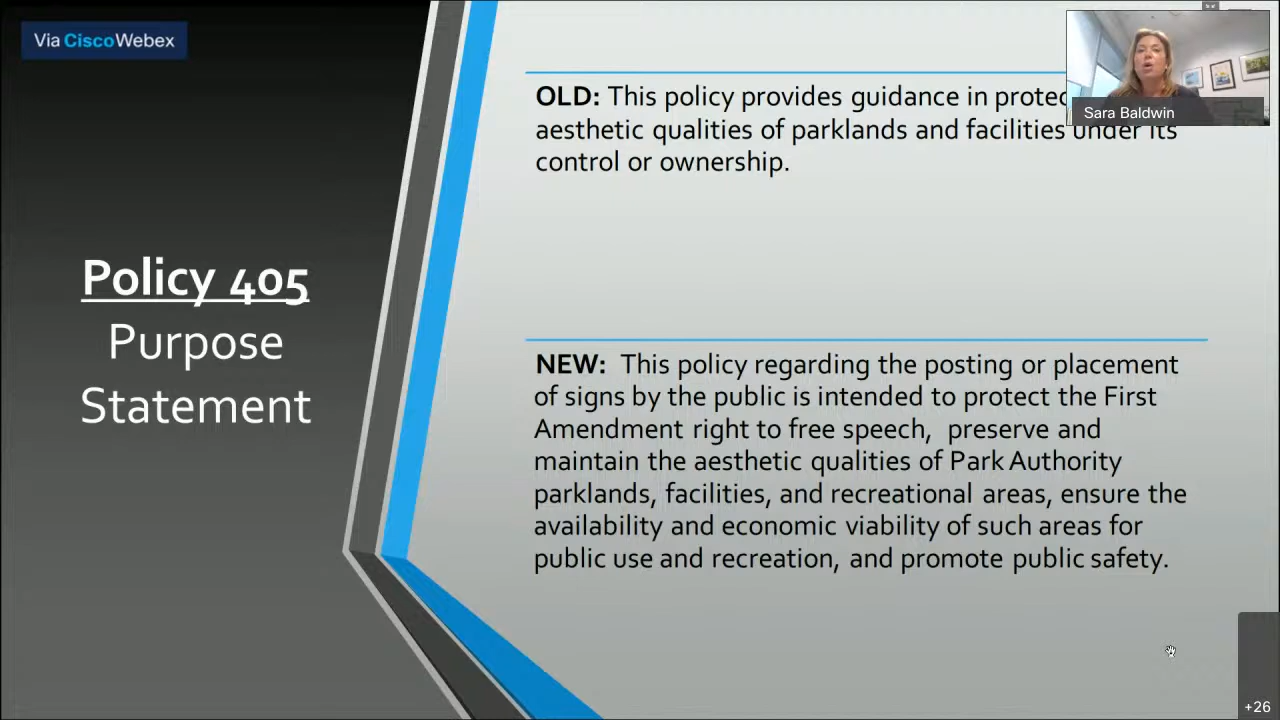 Via CiscoWebex
Policy 405
Purpose
Statement
OLD: This policy provides guidance in
aesthetic qualities of parklands and facilities under its
control or ownership.
Sara Baldwin
NEW: This policy regarding the posting or placement
of signs by the public is intended to protect the First
Amendment right to free speech, preserve and
maintain the aesthetic qualities of Park Authority
parklands, facilities, and recreational areas, ensure the
availability and economic viability of such areas for
public use and recreation, and promote public safety.
+26